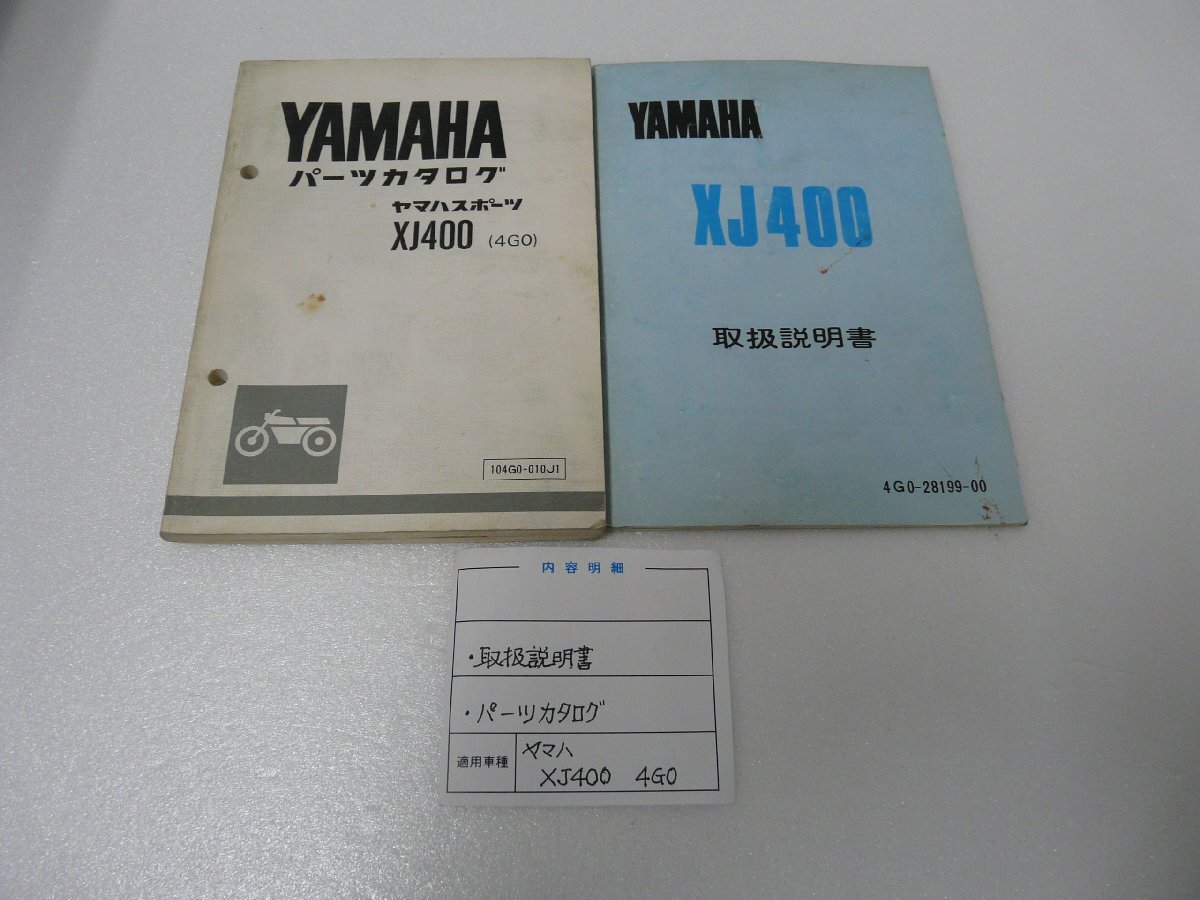 YAMAHA
パーツカタログ
ヤマハスポーツ
XJ400 (4G0)
104G0-010J1
YAMAHA
XJ400
取扱説明書
4G0-28199-00
内容明細
・取扱説明書
・パーツカタログ
適用車種
ヤマハ
XJ400 4G0